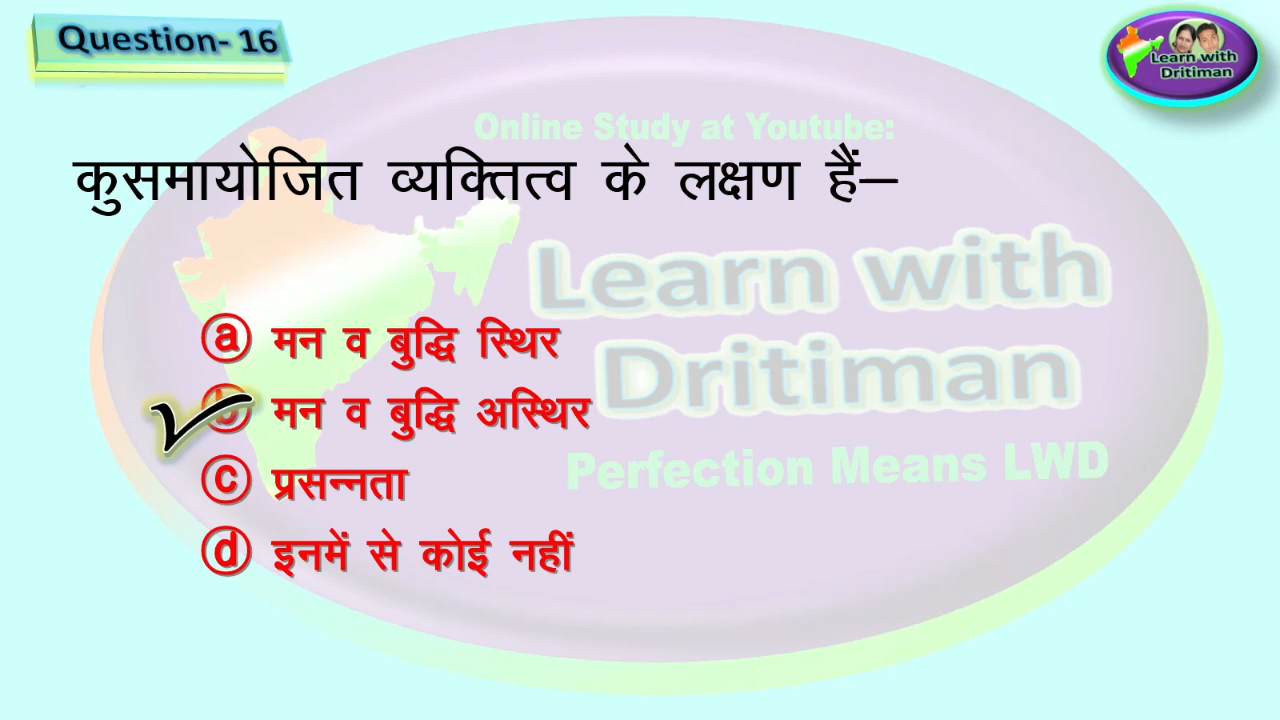 Question- 16
Learn with
Dritiman
Online Study at Youtube:
कुसमायोजित व्यक्तित्व के लक्षण हैं–
Learn with
Dritiman
ⓐ मन व बुद्धि स्थिर
ⓑ मन व बुद्धि अस्थिर
Perfection Means LWD
ⓒ प्रसन्नता
ⓓ इनमें से कोई नहीं